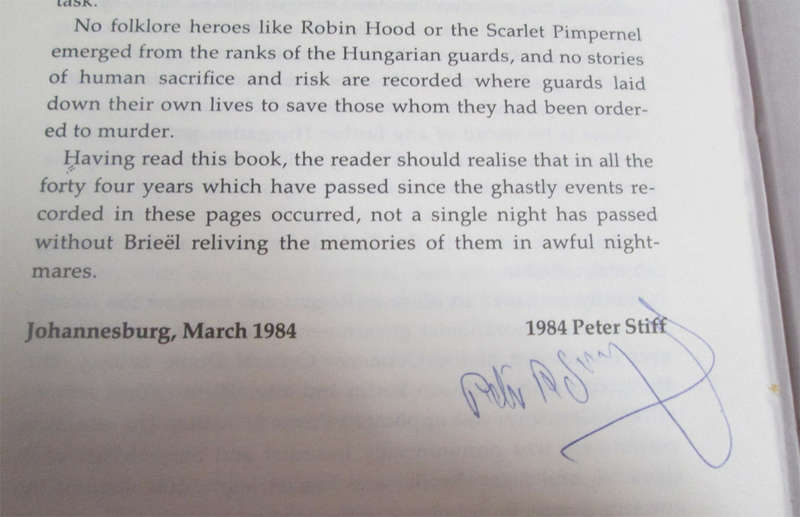 task.
No folklore heroes like Robin Hood or the Scarlet Pimpernel
emerged from the ranks of the Hungarian guards, and no stories
of human sacrifice and risk are recorded where guards laid
down their own lives to save those whom they had been order-
ed to murder.
Having read this book, the reader should realise that in all the
forty four years which have passed since the ghastly events re-
corded in these pages occurred, not a single night has passed
without Brieël reliving the memories of them in awful night-
mares.
Johannesburg, March 1984
1984 Peter Stiff
Peter